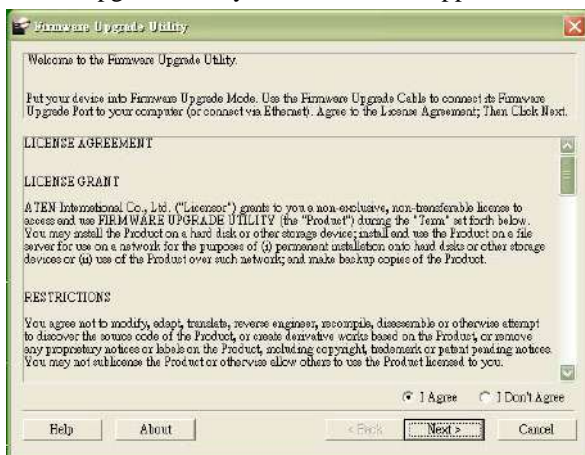 Firmware Upgrade Utility
Welcome to the Firmware Upgrade Utility.
Put your device into Firmware Upgrade Mode. Use the Firmware Upgrade Cable to connect its Firmware
Upgrade Port to your computer (or connect via Ethernet). Agree to the License Agreement; Then Click Next.
LICENSE AGREEMENT
LICENSE GRANT
ATEN International Co., Ltd. ("Licensor") grants to you a non-exclusive, non-transferable license to
access and use FIRMWARE UPGRADE UTILITY (the "Product") during the "Term" set forth below.
You may install the Product on a hard disk or other storage device; install and use the Product on a file
server for use on a network for the purposes of (i) permanent installation onto hard disks or other storage
devices or (ii) use of the Product over such network; and make backup copies of the Product.
RESTRICTIONS
You agree not to modify, adapt, translate, reverse engineer, recompile, disassemble or otherwise attempt
to discover the source code of the Product, or create derivative works based on the Product, or remove
any proprietary notices or labels on the Product, including copyright, trademark or patent pending notices.
You may not sublicense the Product or otherwise allow others to use the Product licensed to you.
I Agree I Don't Agree
Help About < Back Next > Cancel